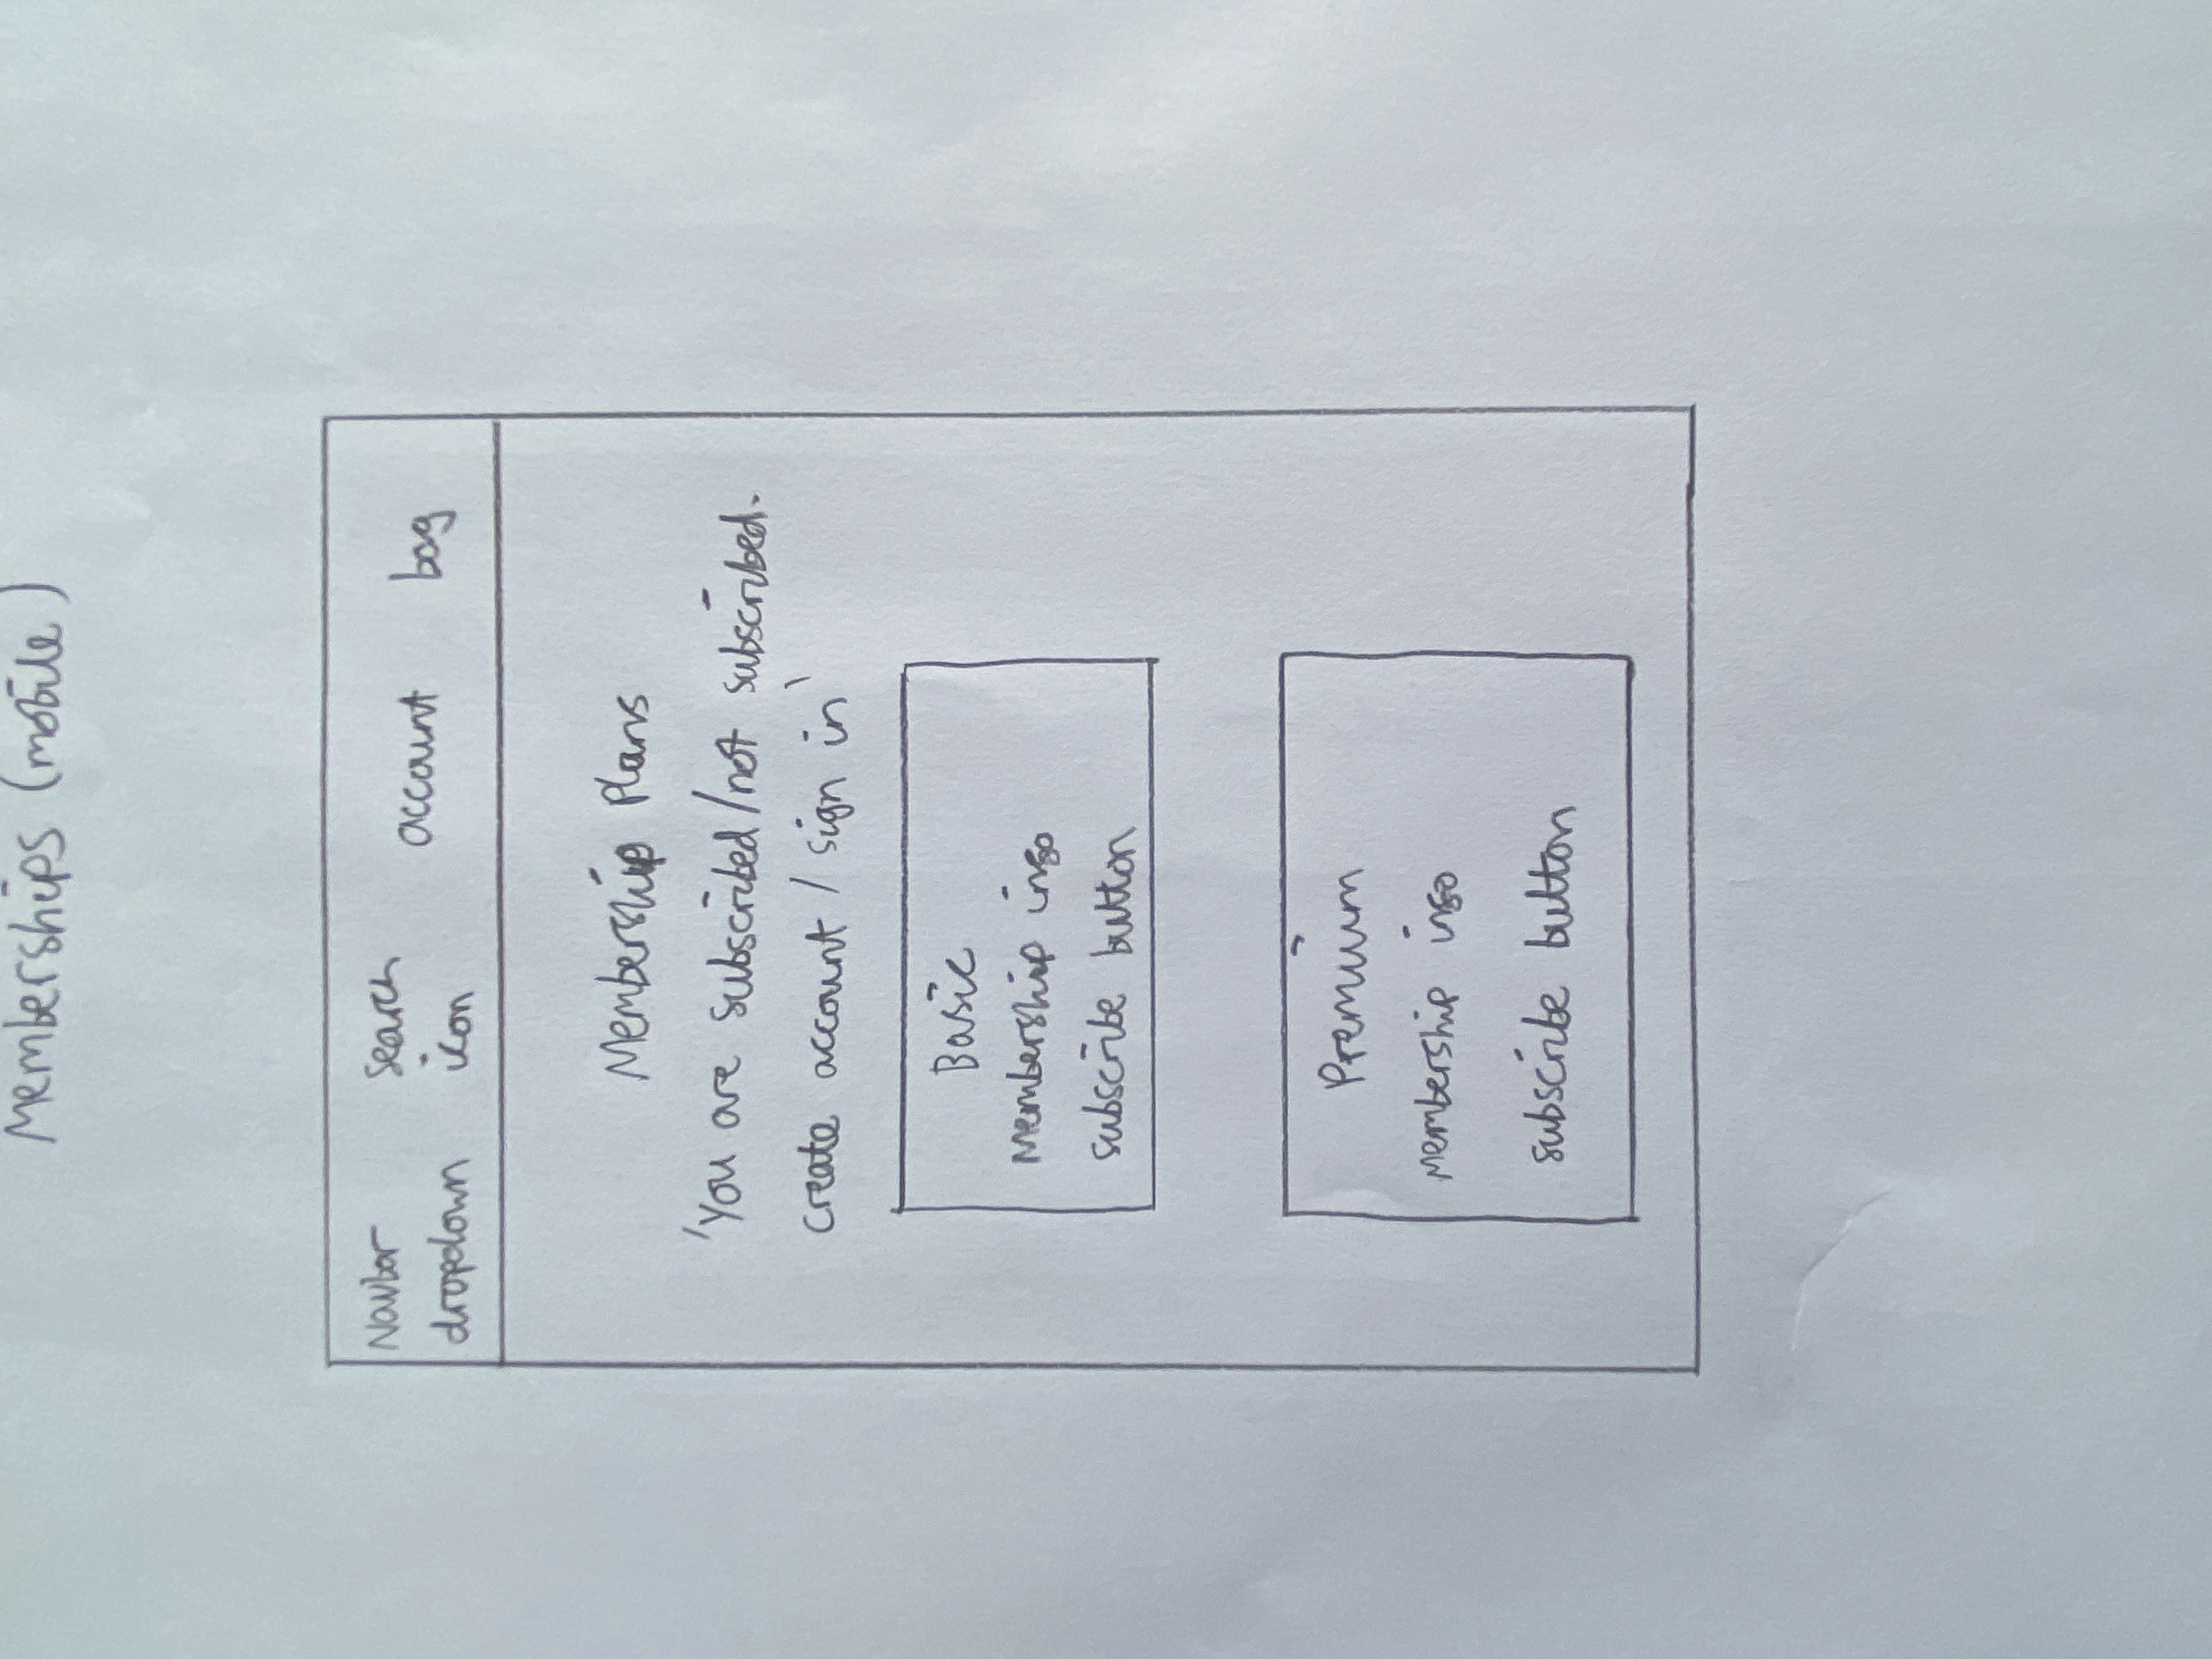 Memberships (mobile)
Navbar dropdown
search icon
account
bag
Membership Plans
'You are subscribed/not subscribed.
create account / sign in'
Basic
Membership info
subscribe button
Premium
Membership info
subscribe button